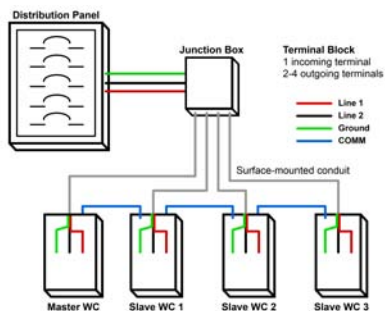 Distribution Panel
Junction Box
Terminal Block
1 incoming terminal
2-4 outgoing terminals
Line 1
Line 2
Ground
COMM
Surface-mounted conduit
Master WC
Slave WC 1
Slave WC 2
Slave WC 3